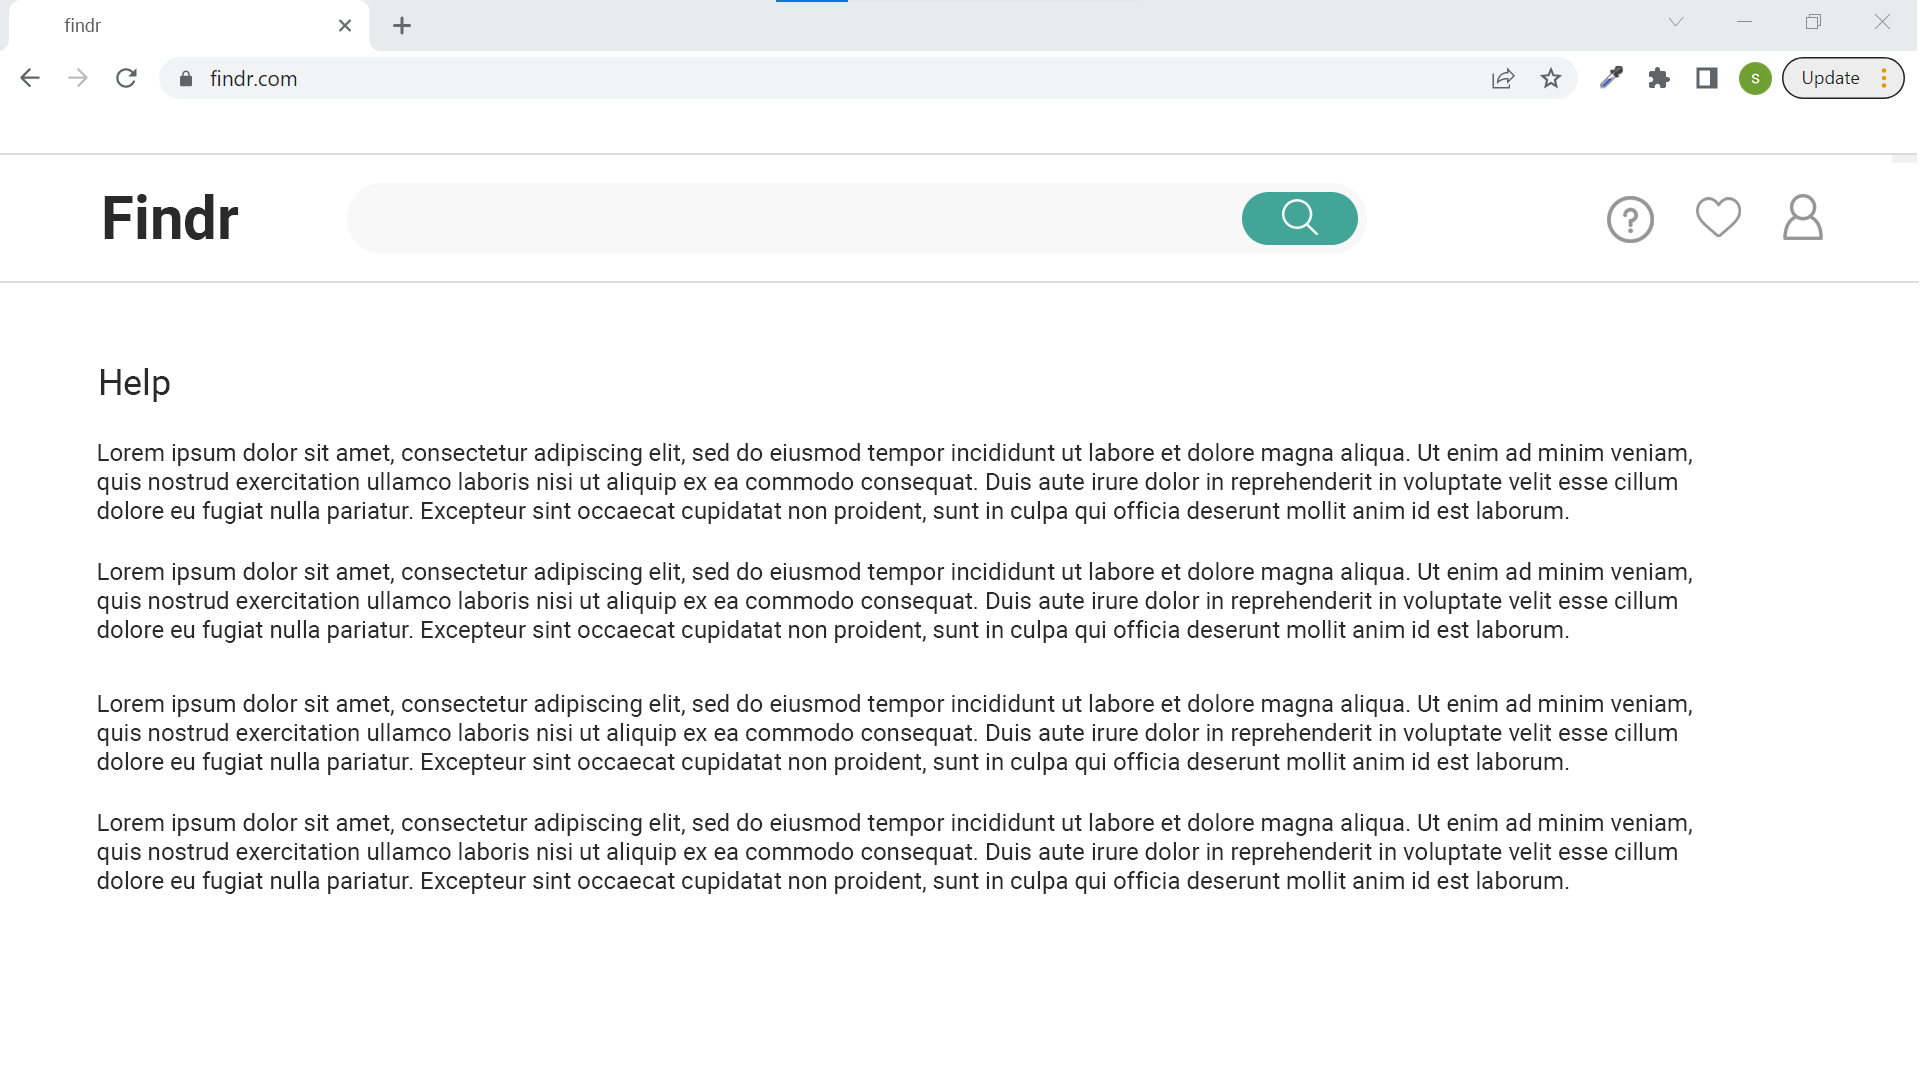 findr
findr.com
s
Update
Findr
?
Help
Lorem ipsum dolor sit amet, consectetur adipiscing elit, sed do eiusmod tempor incididunt ut labore et dolore magna aliqua. Ut enim ad minim veniam,
quis nostrud exercitation ullamco laboris nisi ut aliquip ex ea commodo consequat. Duis aute irure dolor in reprehenderit in voluptate velit esse cillum
dolore eu fugiat nulla pariatur. Excepteur sint occaecat cupidatat non proident, sunt in culpa qui officia deserunt mollit anim id est laborum.
Lorem ipsum dolor sit amet, consectetur adipiscing elit, sed do eiusmod tempor incididunt ut labore et dolore magna aliqua. Ut enim ad minim veniam,
quis nostrud exercitation ullamco laboris nisi ut aliquip ex ea commodo consequat. Duis aute irure dolor in reprehenderit in voluptate velit esse cillum
dolore eu fugiat nulla pariatur. Excepteur sint occaecat cupidatat non proident, sunt in culpa qui officia deserunt mollit anim id est laborum.
Lorem ipsum dolor sit amet, consectetur adipiscing elit, sed do eiusmod tempor incididunt ut labore et dolore magna aliqua. Ut enim ad minim veniam,
quis nostrud exercitation ullamco laboris nisi ut aliquip ex ea commodo consequat. Duis aute irure dolor in reprehenderit in voluptate velit esse cillum
dolore eu fugiat nulla pariatur. Excepteur sint occaecat cupidatat non proident, sunt in culpa qui officia deserunt mollit anim id est laborum.
Lorem ipsum dolor sit amet, consectetur adipiscing elit, sed do eiusmod tempor incididunt ut labore et dolore magna aliqua. Ut enim ad minim veniam,
quis nostrud exercitation ullamco laboris nisi ut aliquip ex ea commodo consequat. Duis aute irure dolor in reprehenderit in voluptate velit esse cillum
dolore eu fugiat nulla pariatur. Excepteur sint occaecat cupidatat non proident, sunt in culpa qui officia deserunt mollit anim id est laborum.